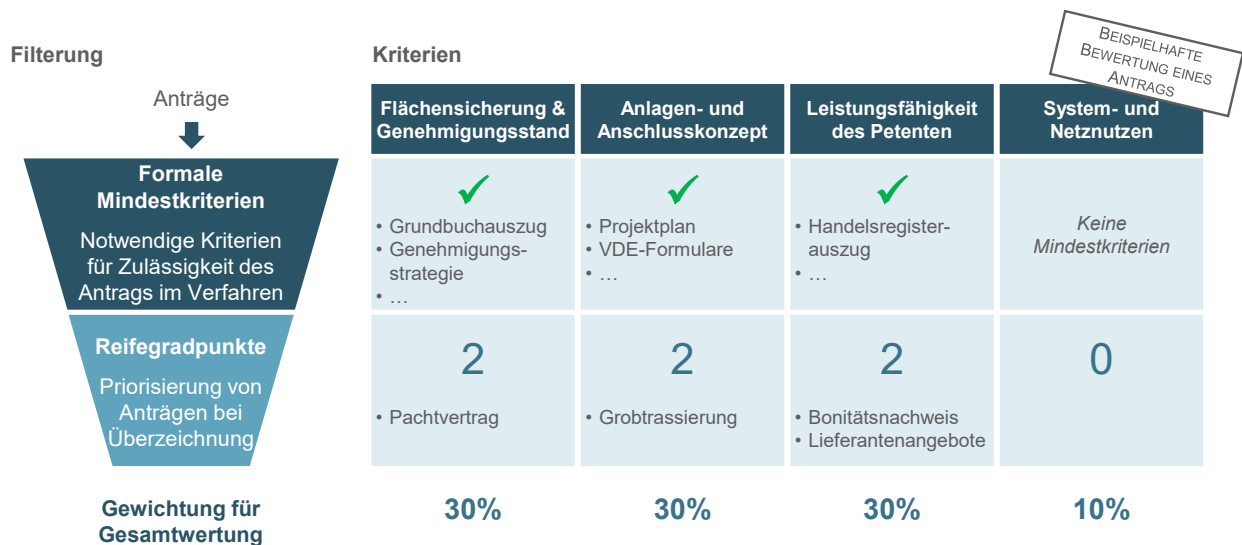 Filterung
Kriterien
BEISPIELHAFTE
BEWERTUNG EINES
ANTRAGS
Anträge
Formale
Mindestkriterien
Notwendige Kriterien
für Zulässigkeit des
Antrags im Verfahren
Reifegradpunkte
Priorisierung von
Anträgen bei
Überzeichnung
Gewichtung für
Gesamtwertung
Flächensicherung &
Genehmigungsstand
✓
• Grundbuchauszug
• Genehmigungs-
strategie
• …
2
• Pachtvertrag
30%
Anlagen- und
Anschlusskonzept
✓
• Projektplan
• VDE-Formulare
• …
2
• Grobtrassierung
30%
Leistungsfähigkeit
des Petenten
✓
• Handelsregister-
auszug
• …
2
• Bonitätsnachweis
• Lieferantenangebote
30%
System- und
Netznutzen
Keine
Mindestkriterien
0
10%